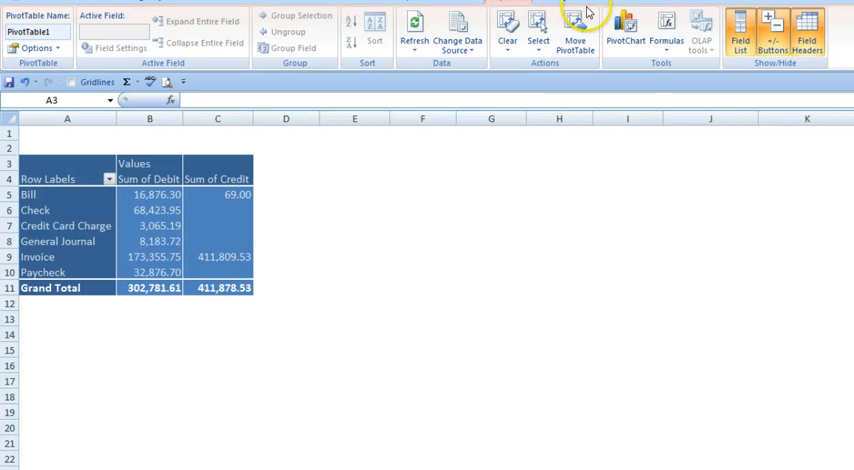 PivotTable Name: Active Field: Expand Entire Field Group Selection
PivotTable1 Collapse Entire Field Ungroup Sort Refresh Change Data Source Clear Select Move PivotTable PivotChart Formulas OLAP tools Field List +/- Buttons Field Headers
Options Field Settings Group Field
PivotTable Active Field Group Sort Data Actions Tools Show/Hide
Gridlines Σ ABC
A3 fx
A B C D E F G H I J K
1
2
3 Values
4 Row Labels Sum of Debit Sum of Credit
5 Bill 16,876.30 69.00
6 Check 68,423.95
7 Credit Card Charge 3,065.19
8 General Journal 8,183.72
9 Invoice 173,355.75 411,809.53
10 Paycheck 32,876.70
11 Grand Total 302,781.61 411,878.53
12
13
14
15
16
17
18
19
20
21
22